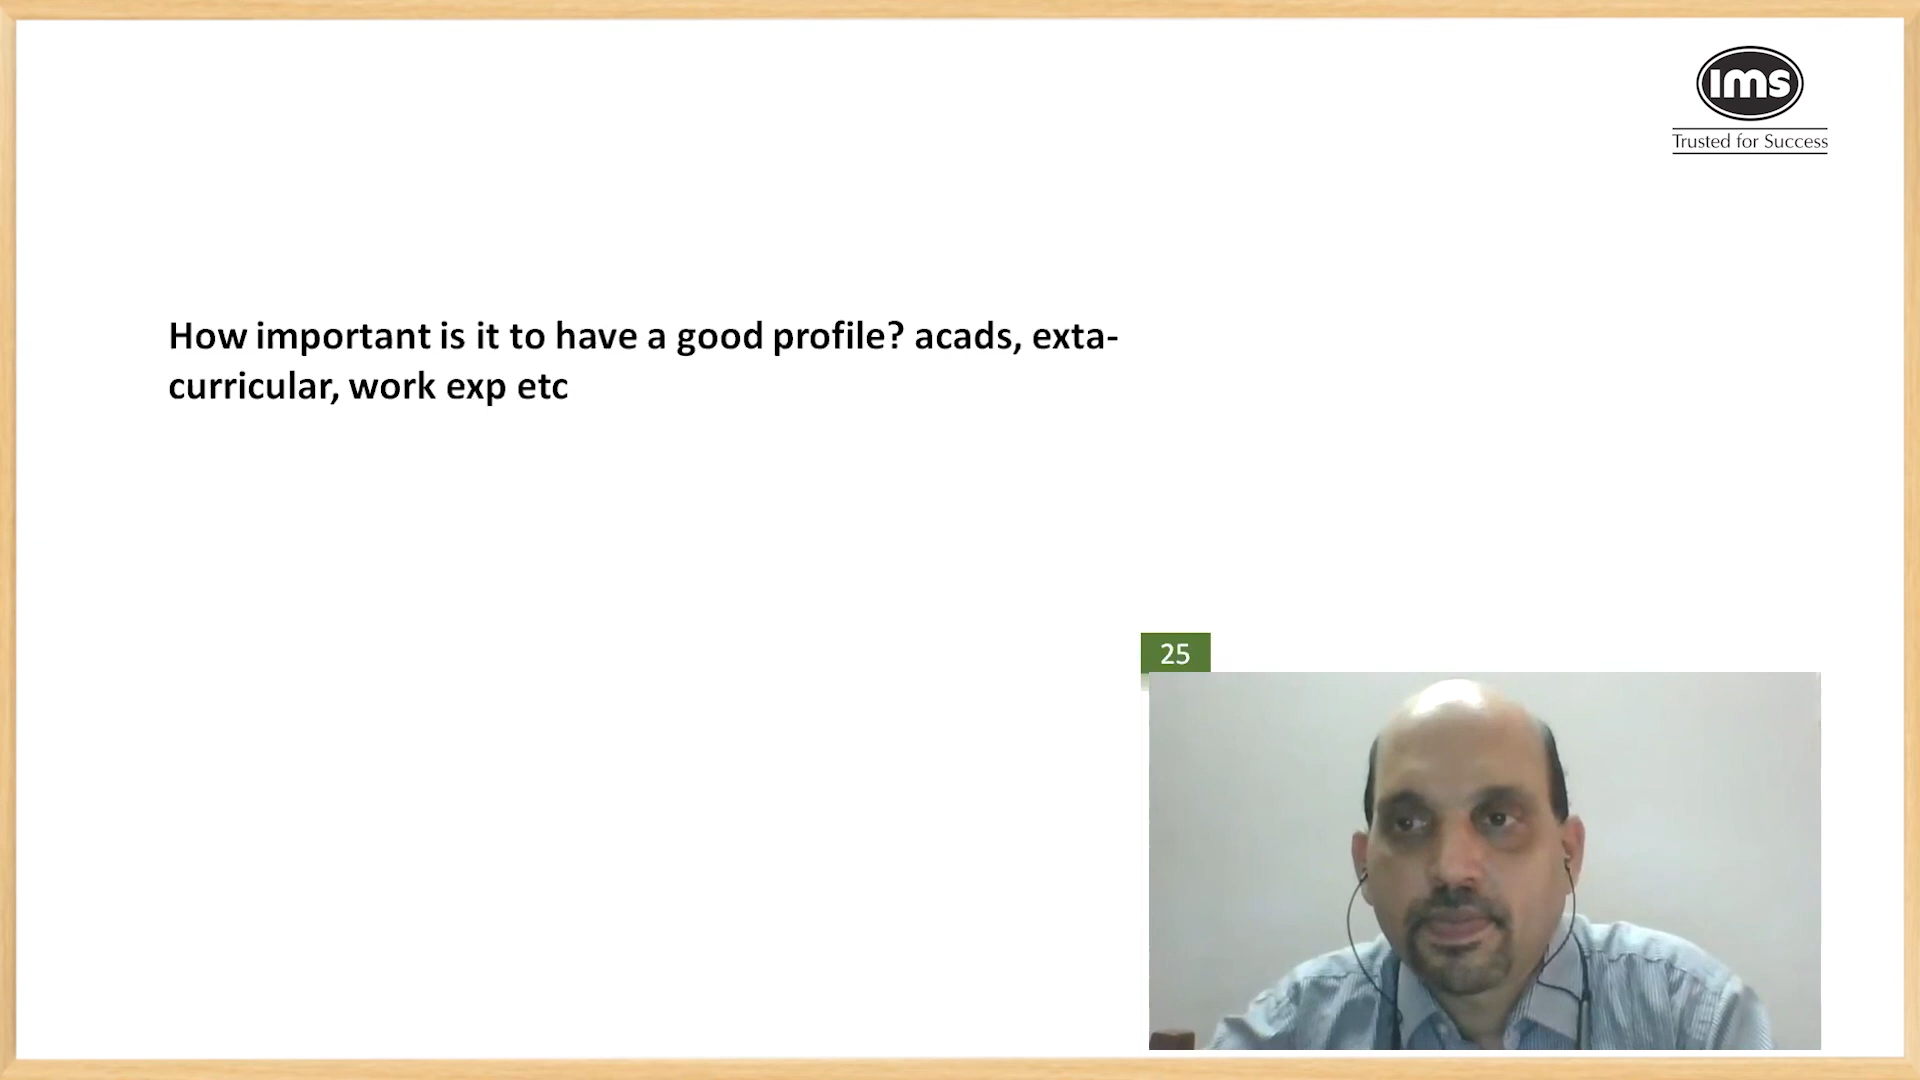 ims
Trusted for Success
How important is it to have a good profile? acads, exta-
curricular, work exp etc
25